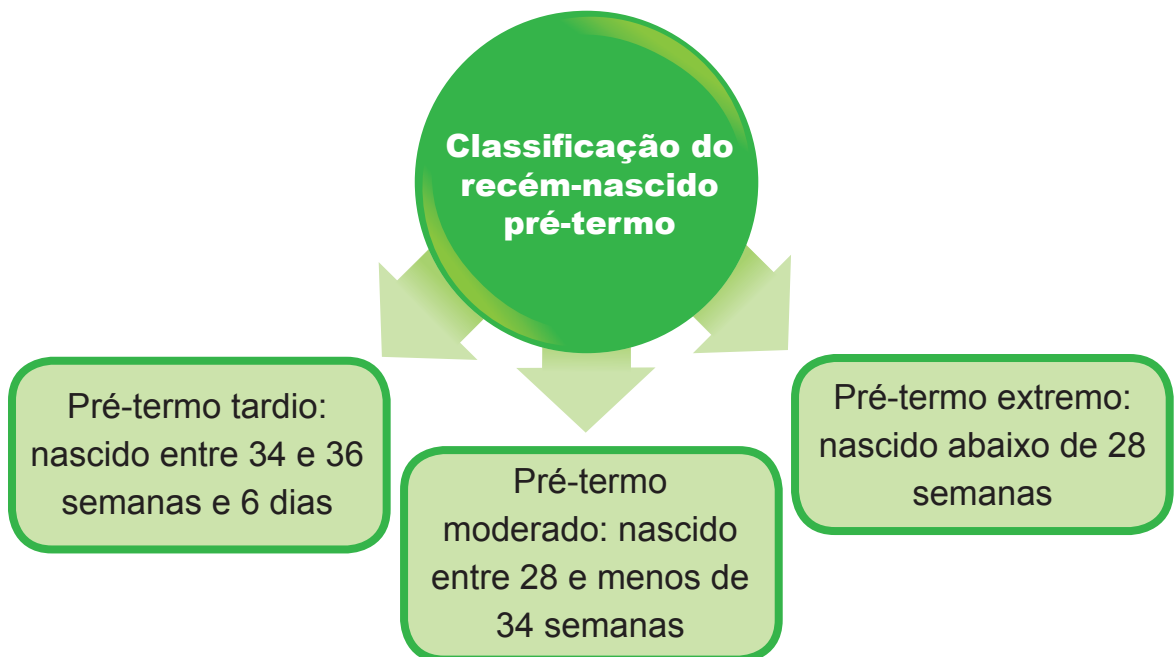 Classificação do
recém-nascido
pré-termo
Pré-termo tardio:
nascido entre 34 e 36
semanas e 6 dias
Pré-termo
moderado: nascido
entre 28 e menos de
34 semanas
Pré-termo extremo:
nascido abaixo de 28
semanas